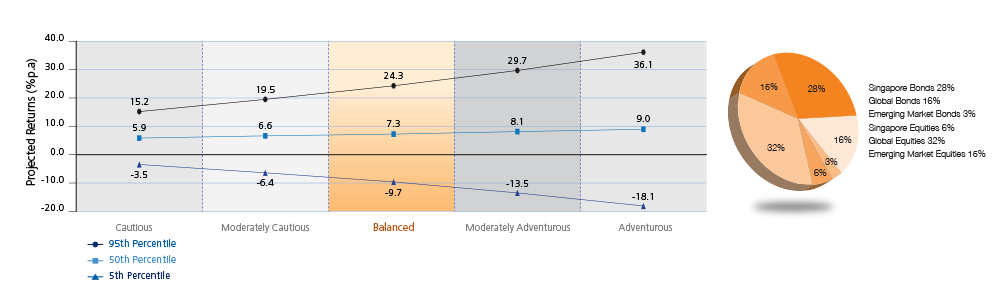 Projected Returns (%p.a)
40.0
30.0
20.0
10.0
0.0
-10.0
-20.0
15.2
19.5
24.3
29.7
36.1
5.9
6.6
7.3
8.1
9.0
-3.5
-6.4
-9.7
-13.5
-18.1
Cautious
Moderately Cautious
Balanced
Moderately Adventurous
Adventurous
95th Percentile
50th Percentile
5th Percentile
16%
28%
16%
3%
6%
32%
Singapore Bonds 28%
Global Bonds 16%
Emerging Market Bonds 3%
Singapore Equities 6%
Global Equities 32%
Emerging Market Equities 16%